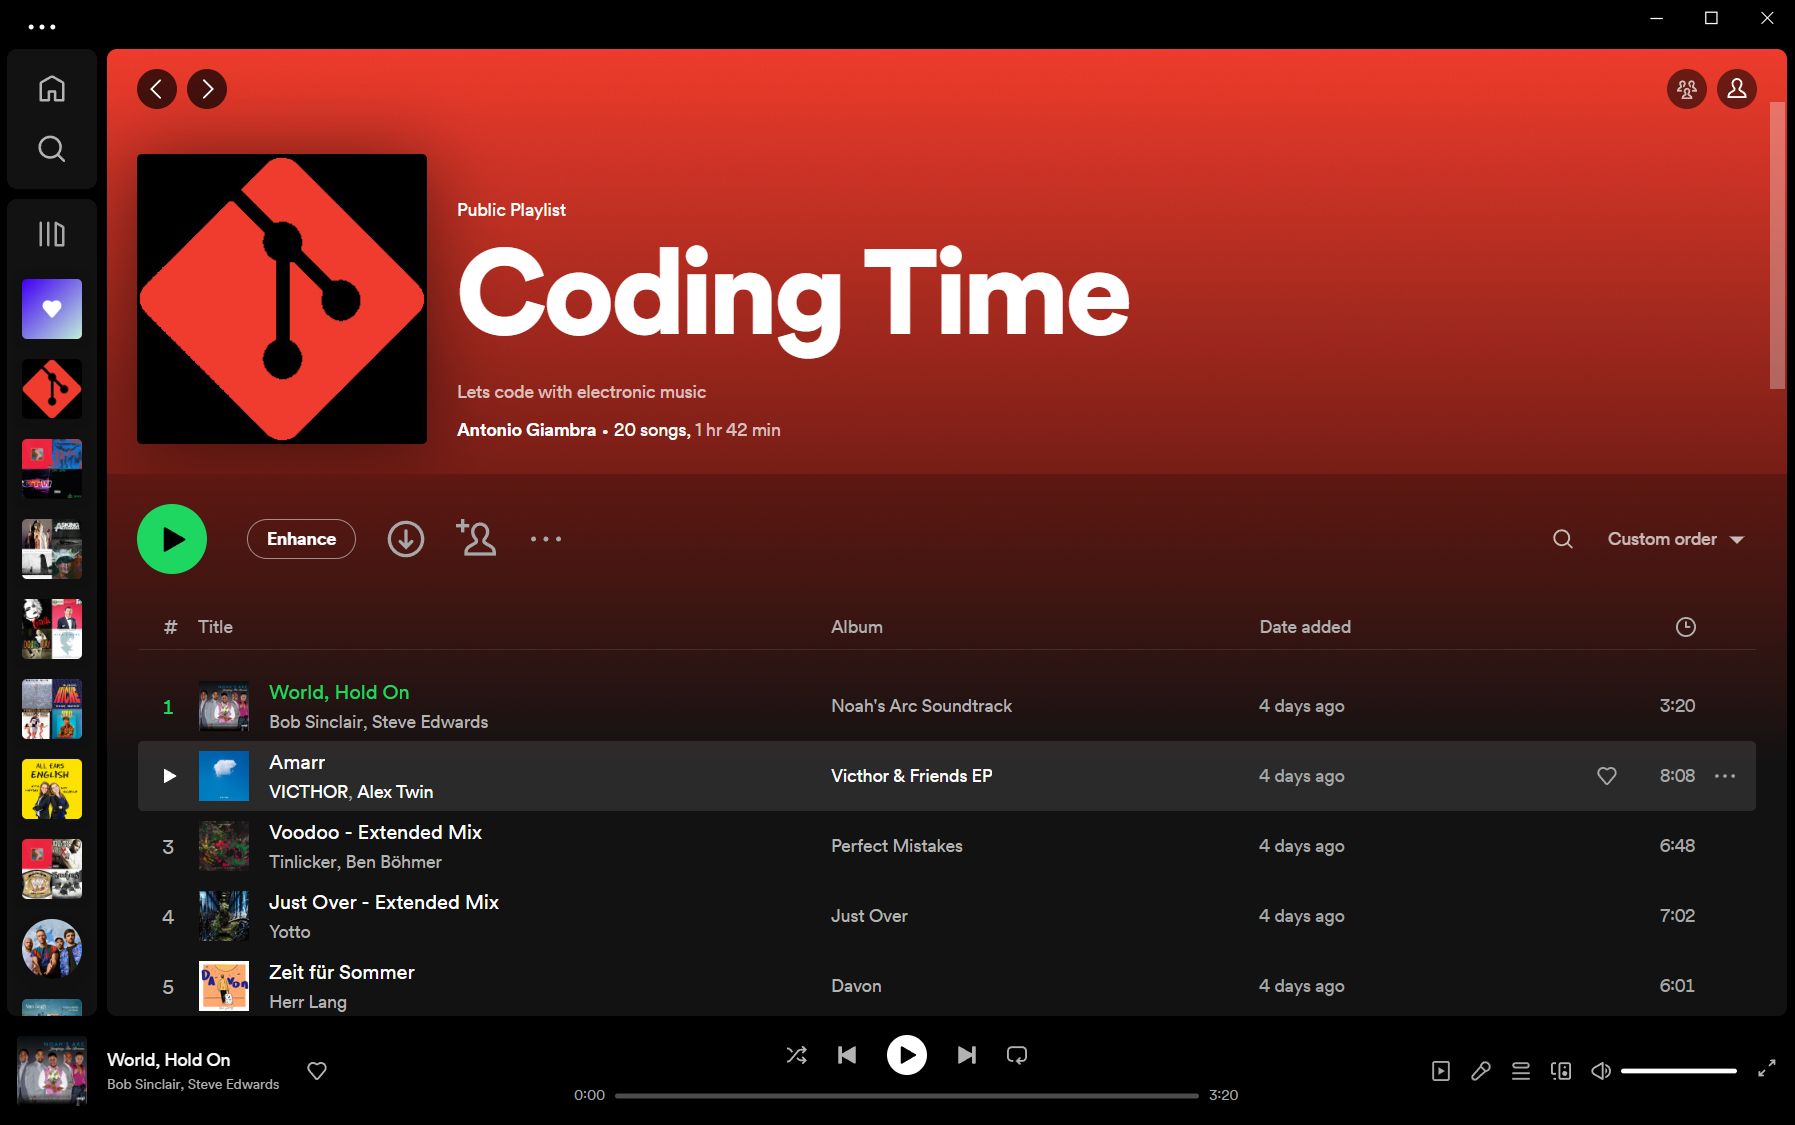 Public Playlist
Coding Time
Lets code with electronic music
Antonio Giambra • 20 songs, 1 hr 42 min
Enhance
Custom order
# Title Album Date added
1 World, Hold On Noah's Arc Soundtrack 4 days ago 3:20
Bob Sinclair, Steve Edwards
Amarr Victhor & Friends EP 4 days ago 8:08
VICTHOR, Alex Twin
3 Voodoo - Extended Mix Perfect Mistakes 4 days ago 6:48
Tinlicker, Ben Böhmer
4 Just Over - Extended Mix Just Over 4 days ago 7:02
Yotto
5 Zeit für Sommer Davon 4 days ago 6:01
Herr Lang
ALL EARS
ENGLISH
World, Hold On
Bob Sinclair, Steve Edwards
0:00 3:20